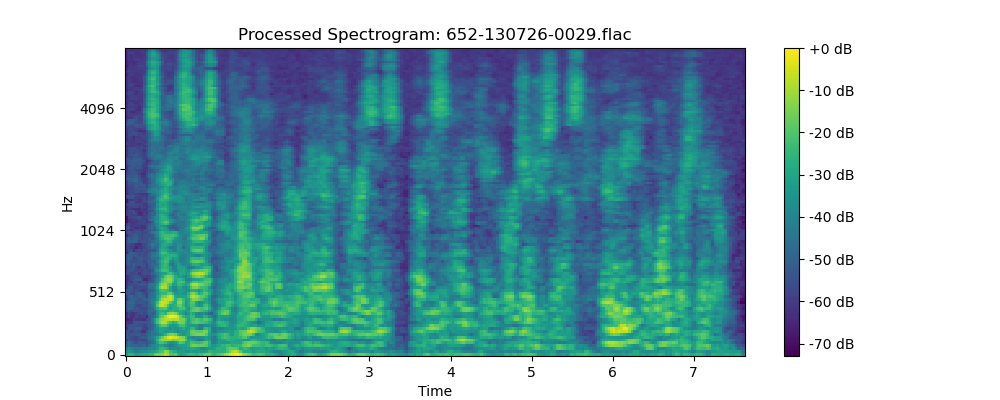 Processed Spectrogram: 652-130726-0029.flac
Hz
4096
2048
1024
512
0
0 1 2 3 4 5 6 7
Time
+0 dB
-10 dB
-20 dB
-30 dB
-40 dB
-50 dB
-60 dB
-70 dB